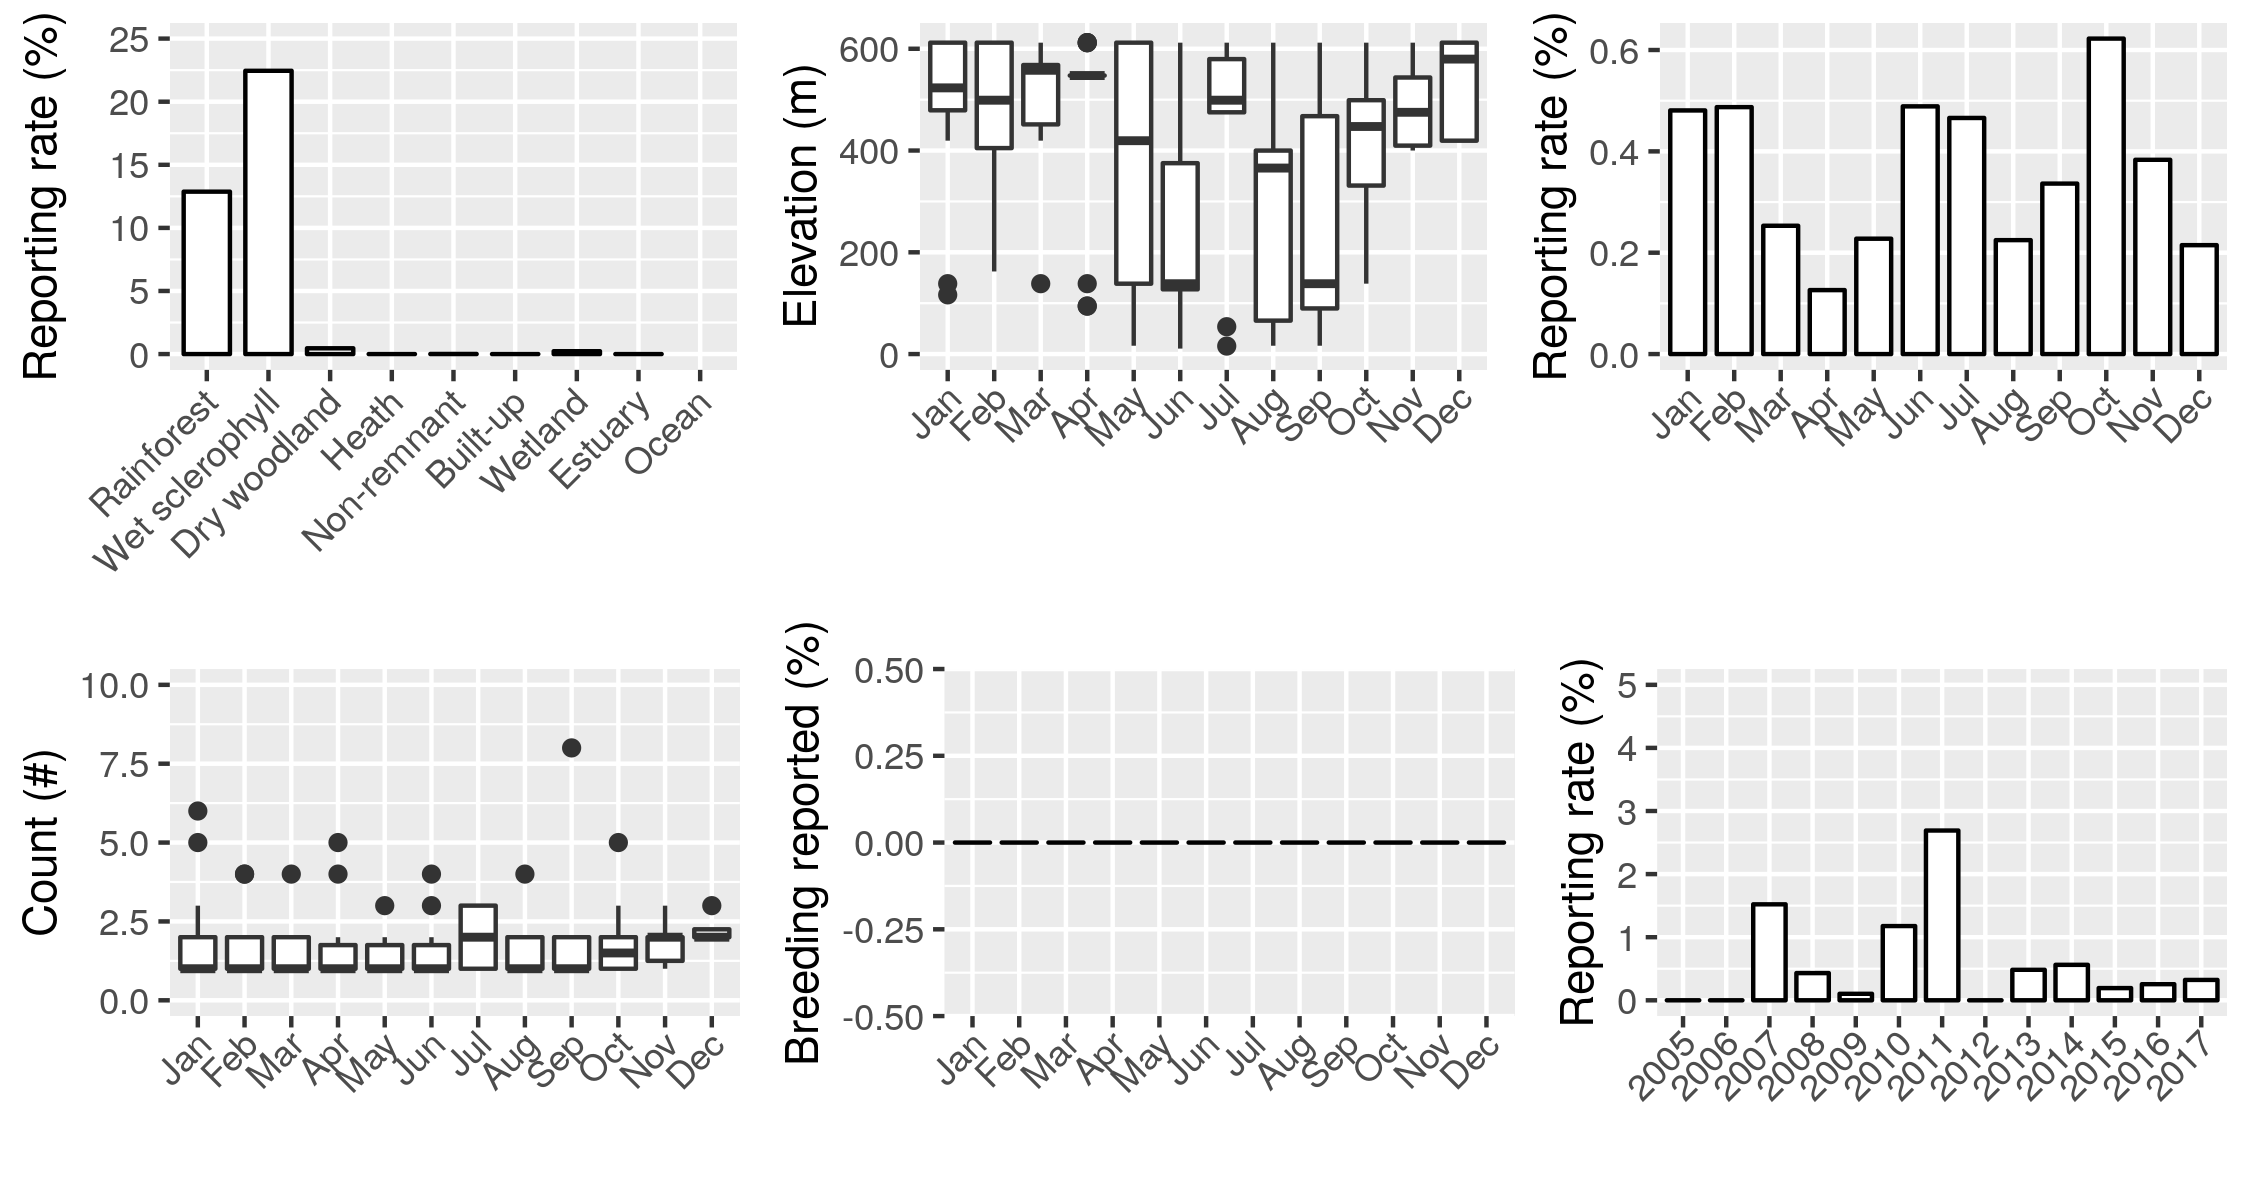 Reporting rate (%)
25
20
15
10
5
0
Rainforest
Wet sclerophyll
Dry woodland
Heath
Non-remnant
Built-up
Wetland
Estuary
Ocean
Elevation (m)
600
400
200
0
Jan
Feb
Mar
Apr
May
Jun
Jul
Aug
Sep
Oct
Nov
Dec
Reporting rate (%)
0.6
0.4
0.2
0.0
Jan
Feb
Mar
Apr
May
Jun
Jul
Aug
Sep
Oct
Nov
Dec
Count (#)
10.0
7.5
5.0
2.5
0.0
Jan
Feb
Mar
Apr
May
Jun
Jul
Aug
Sep
Oct
Nov
Dec
Breeding reported (%)
0.50
0.25
0.00
-0.25
-0.50
Jan
Feb
Mar
Apr
May
Jun
Jul
Aug
Sep
Oct
Nov
Dec
Reporting rate (%)
5
4
3
2
1
0
2005
2006
2007
2008
2009
2010
2011
2012
2013
2014
2015
2016
2017